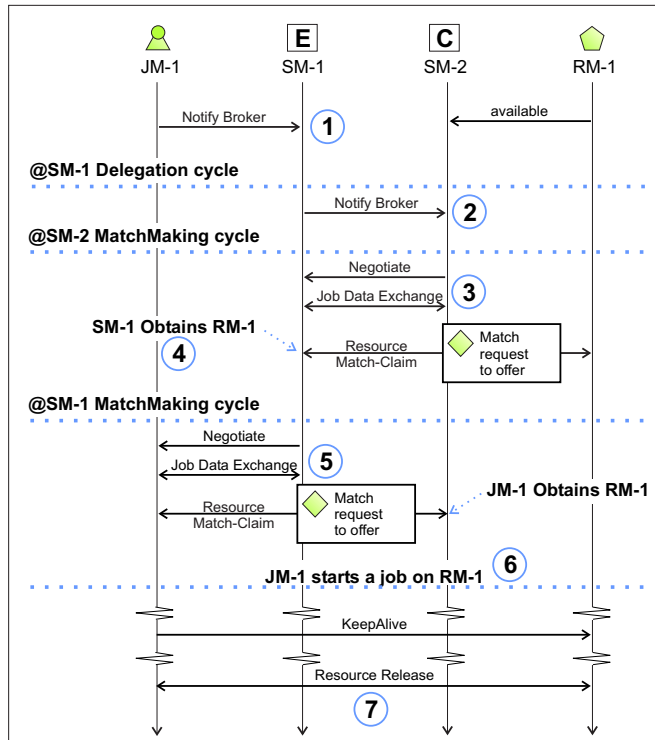 E C
JM-1 SM-1 SM-2 RM-1
Notify Broker 1 available
@SM-1 Delegation cycle
Notify Broker 2
@SM-2 MatchMaking cycle
Negotiate
Job Data Exchange 3
SM-1 Obtains RM-1
4
Resource
Match-Claim
Match
request
to offer
@SM-1 MatchMaking cycle
Negotiate
Job Data Exchange 5
Resource
Match-Claim
Match
request
to offer
JM-1 Obtains RM-1
JM-1 starts a job on RM-1 6
KeepAlive
Resource Release
7